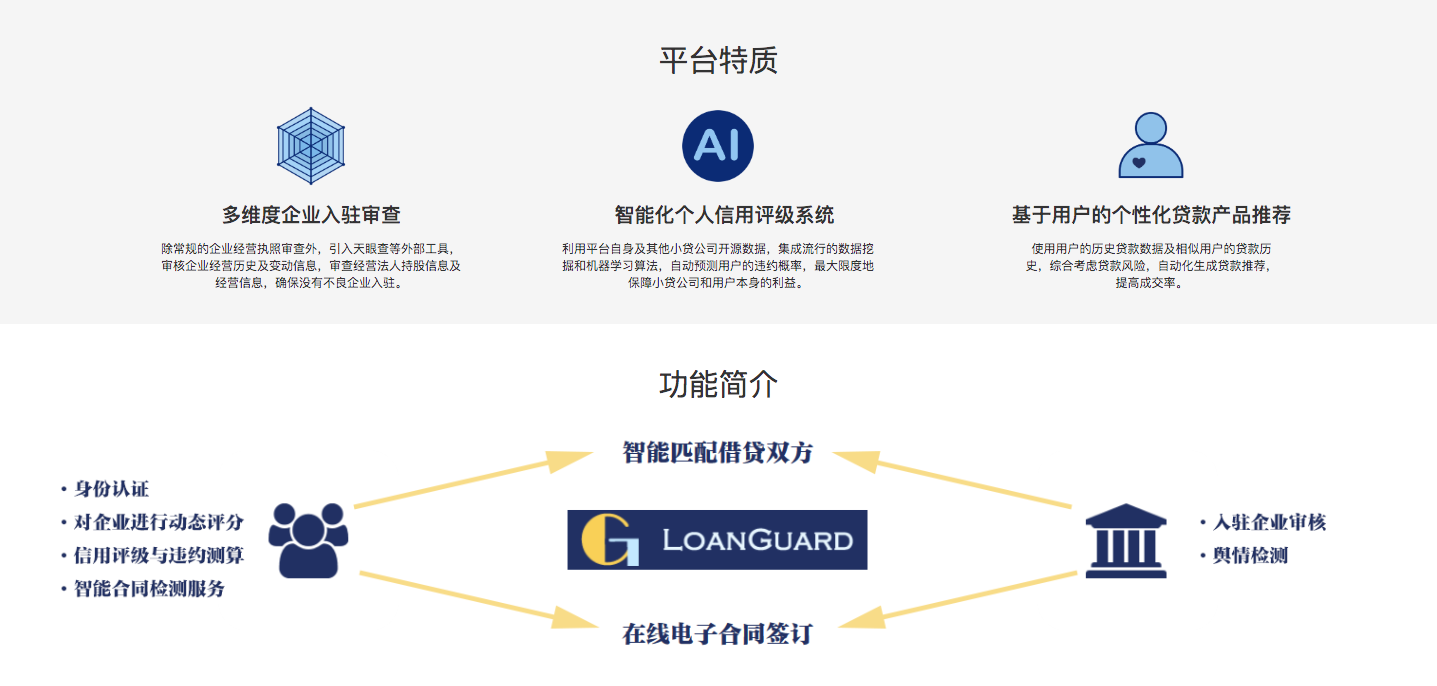 平台特质
AI
多维度企业入驻审查
除常规的企业经营执照审查外，引入天眼查等外部工具，
审核企业经营历史及变动信息，审查经营法人持股信息及
经营信息，确保没有不良企业入驻。
智能化个人信用评级系统
利用平台自身及其他小贷公司开源数据，集成流行的数据挖
掘和机器学习算法，自动预测用户的违约概率，最大限度地
保障小贷公司和用户本身的利益。
基于用户的个性化贷款产品推荐
使用用户的历史贷款数据及相似用户的贷款历
史，综合考虑贷款风险，自动化生成贷款推荐，
提高成交率。
功能简介
智能匹配借贷双方
·身份认证
·对企业进行动态评分
·信用评级与违约测算
·智能合同检测服务
G LOANGUARD
·入驻企业审核
·舆情检测
在线电子合同签订